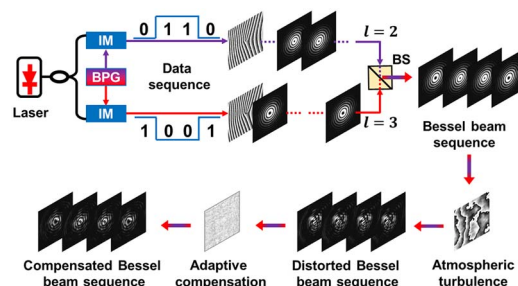 0 1 1 0
l = 2
IM
BS
BPG
Data
sequence
Laser
IM
l = 3
1 0 0 1
Bessel beam
sequence
Compensated Bessel
beam sequence
Adaptive
compensation
Distorted Bessel
beam sequence
Atmospheric
turbulence